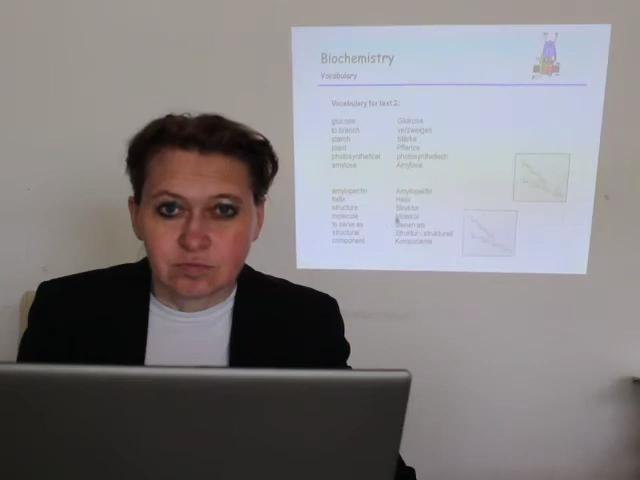 Biochemistry
Vocabulary
Vocabulary for text 2:
glucose Glukose
to branch verzweigen
starch Stärke
plant Pflanze
photosynthetical photosynthetisch
amylose Amylose
amylopectin Amylopektin
helix Helix
structure Struktur
molecule Molekül
to serve as dienen als
structural Struktur-/strukturell
component Komponente